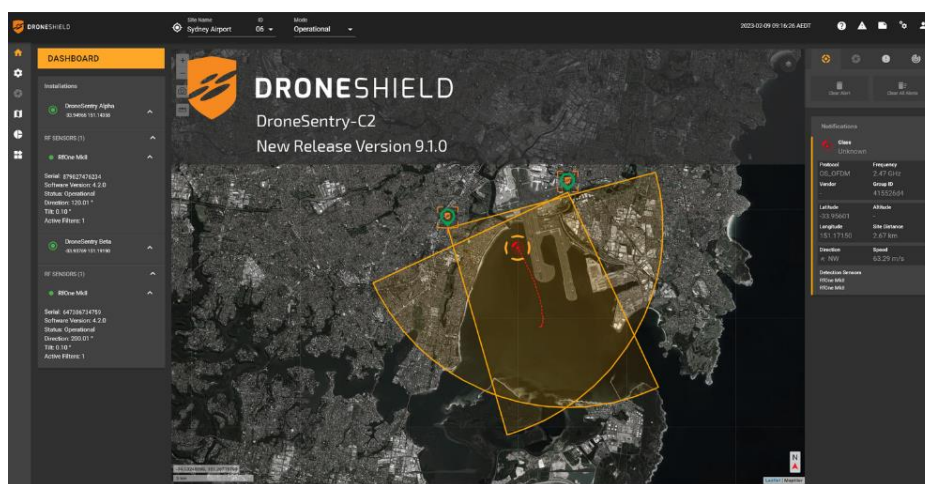 DRONESHIELD
Site Name
Sydney Airport
ID
06
Mode
Operational
2023-02-09 09:16:26 AEDT
DASHBOARD
Installations
DroneSentry Alpha
RF SENSORS (1)
RfOne MkII
Serial: 879827476234
Software Version: 4.2.0
Status: Operational
Direction: 120.01 °
Tilt: 0.10 °
Active Filters: 1
DroneSentry Beta
RF SENSORS (1)
RfOne MkII
Serial: 647386734759
Software Version: 4.2.0
Status: Operational
Direction: 200.01 °
Tilt: 0.10 °
Active Filters: 1
DRONESHIELD
DroneSentry-C2
New Release Version 9.1.0
N
Clear Alert
Clear All Alerts
Notifications
Class
Unknown
Protocol
Frequency
OS_OFDM
2.47 GHz
Vendor
Group ID
-
415526d4
Latitude
Altitude
-33.95601
-
Longitude
Site Distance
151.17150
2.67 km
Direction
Speed
NW
63.29 m/s
Detection Sensors
RfOne MkII
RfOne MkII